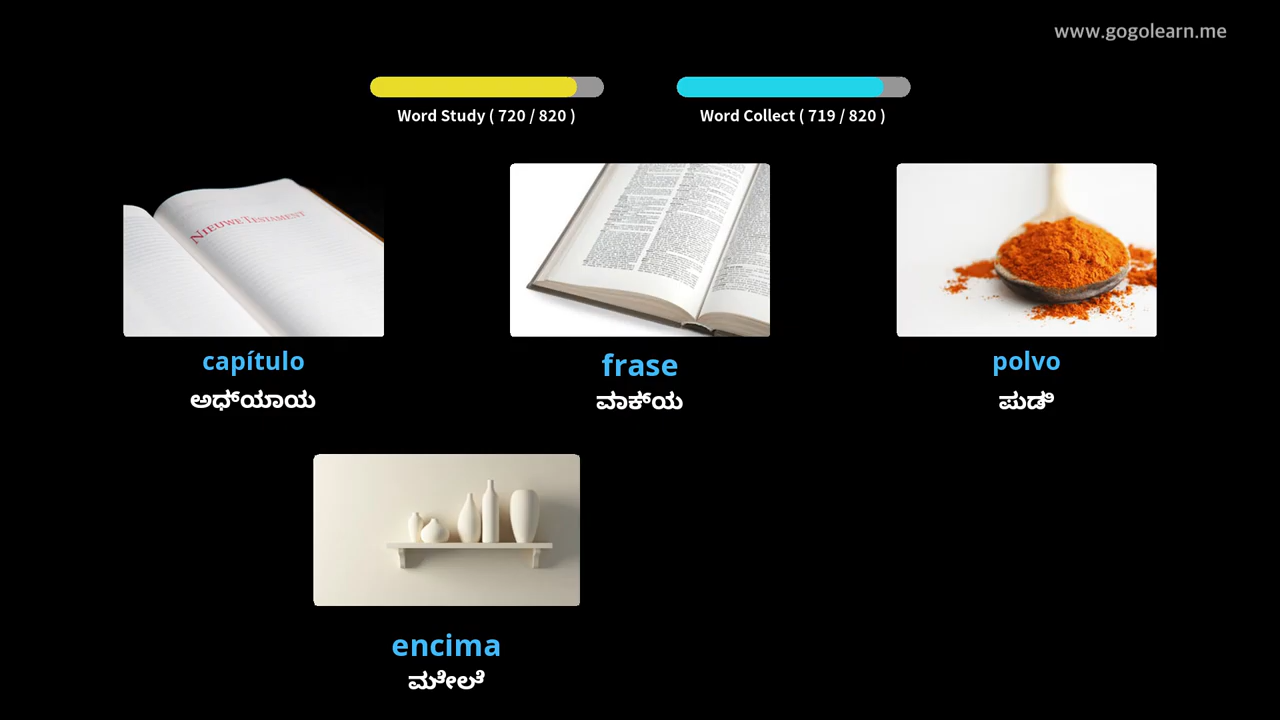 www.gogolearn.me
Word Study ( 720 / 820 )
Word Collect ( 719 / 820 )
NIEUWE TESTAMENT
capítulo
ಅಧ್ಯಾಯ
frase
ವಾಕ್ಯ
polvo
ಪುಡಿ
encima
ಮೇಲೆ